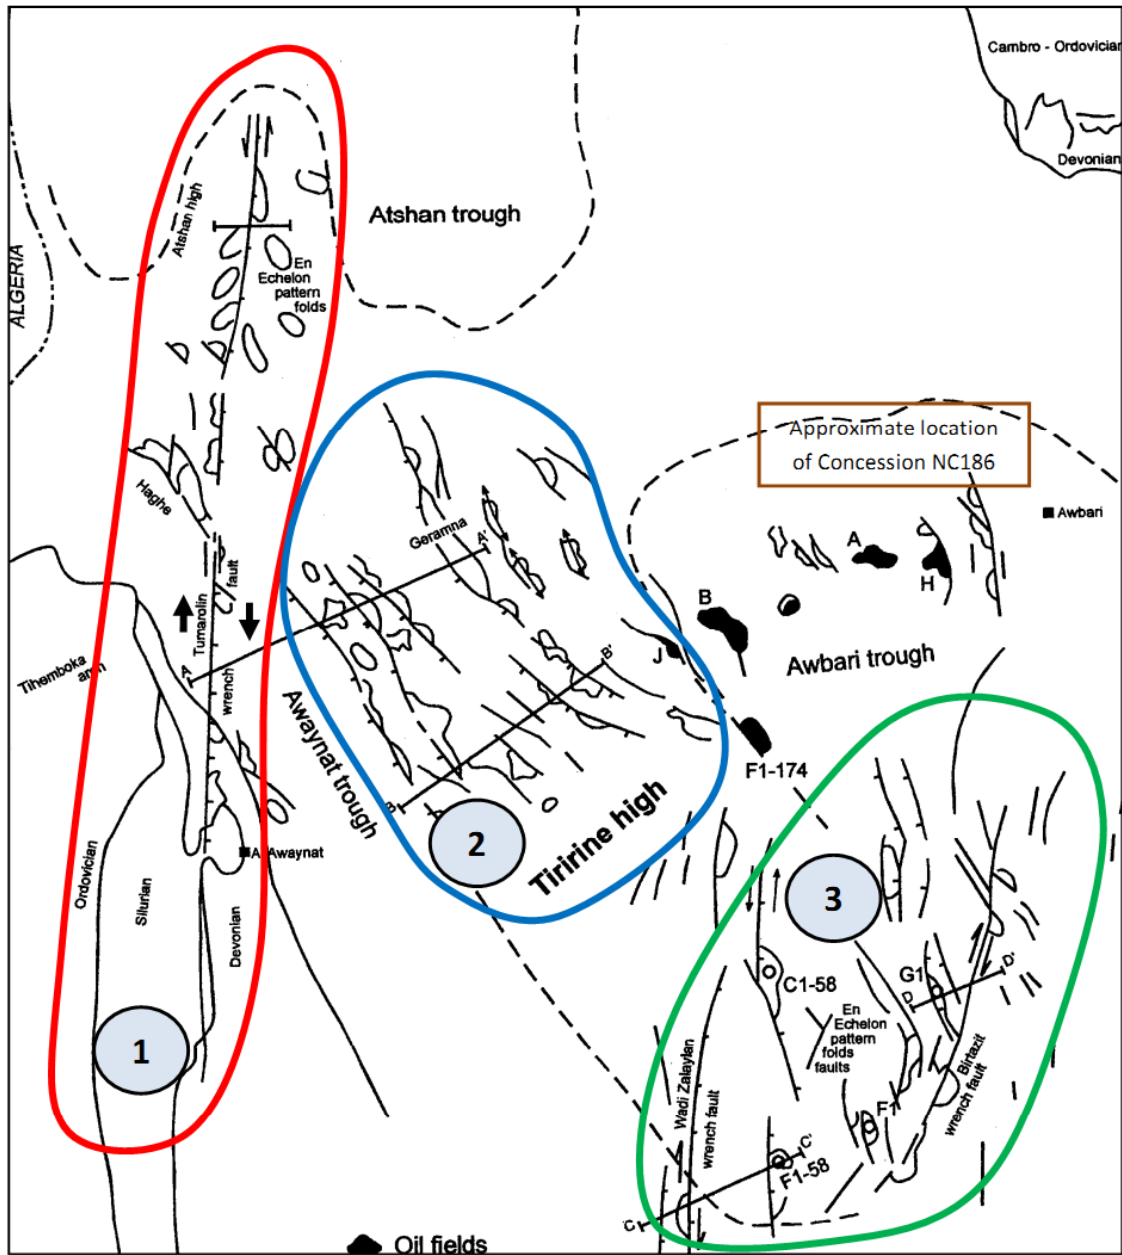 Cambro - Ordovician
Devonian
ALGERIA
Atshan high
Atshan trough
En
Echelon
pattern
folds
Approximate location
of Concession NC186
Awbari
Haghe
Geramna
A'
A
H
B
J
Awbari trough
Tumarolin
wrench
fault
Tihemboka
arch
A
B'
Awaynat trough
B
F1-174
2
Tiririne high
Al Awaynat
Ordovician
Silurian
Devonian
1
3
C1-58
G1
D
D'
En
Echelon
pattern
folds
faults
Wadi Zalaylan
wrench fault
Birtazit
wrench fault
F1
C'
F1-58
C
Oil fields